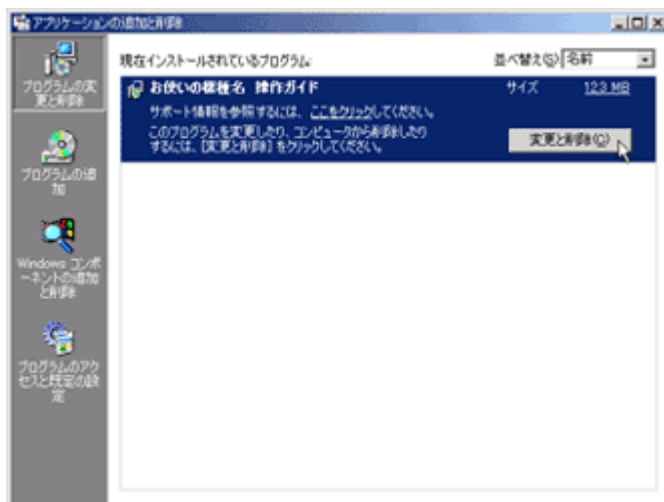 アプリケーションの追加と削除
プログラムの変
更と削除
プログラムの追
加
Windows コンポ
ーネントの追加
と削除
プログラムのアク
セスと既定の設
定
現在インストールされているプログラム:
並べ替え(S):
名前
お使いの機種名 操作ガイド
サイズ
123 MB
サポート情報を参照するには、ここをクリックしてください。
このプログラムを変更したり、コンピュータから削除したり
するには、[変更と削除] をクリックしてください。
変更と削除(C)